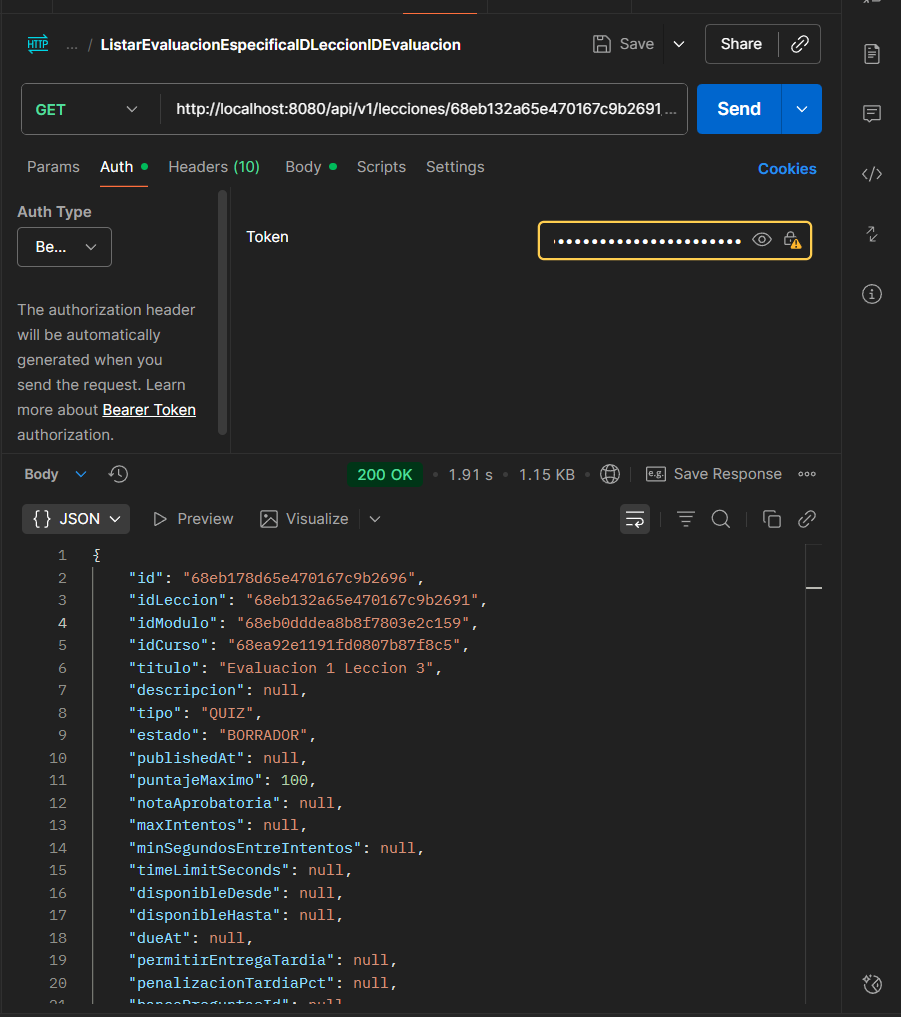 HTTP ... / ListarEvaluacionEspecificaIDLeccionIDEvaluacion Save Share
GET http://localhost:8080/api/v1/lecciones/68eb132a65e470167c9b2691 ... Send
Params Auth Headers (10) Body Scripts Settings Cookies
Auth Type
Be...
Token
The authorization header
will be automatically
generated when you
send the request. Learn
more about Bearer Token
authorization.
Body 200 OK • 1.91 s • 1.15 KB • e.g. Save Response
{} JSON Preview Visualize
1 {
2 "id": "68eb178d65e470167c9b2696",
3 "idLeccion": "68eb132a65e470167c9b2691",
4 "idModulo": "68eb0dddea8b8f7803e2c159",
5 "idCurso": "68ea92e1191fd0807b87f8c5",
6 "titulo": "Evaluacion 1 Leccion 3",
7 "descripcion": null,
8 "tipo": "QUIZ",
9 "estado": "BORRADOR",
10 "publishedAt": null,
11 "puntajeMaximo": 100,
12 "notaAprobatoria": null,
13 "maxIntentos": null,
14 "minSegundosEntreIntentos": null,
15 "timeLimitSeconds": null,
16 "disponibleDesde": null,
17 "disponibleHasta": null,
18 "dueAt": null,
19 "permitirEntregaTardia": null,
20 "penalizacionTardiaPct": null,
21 "bancoPreguntasId": null